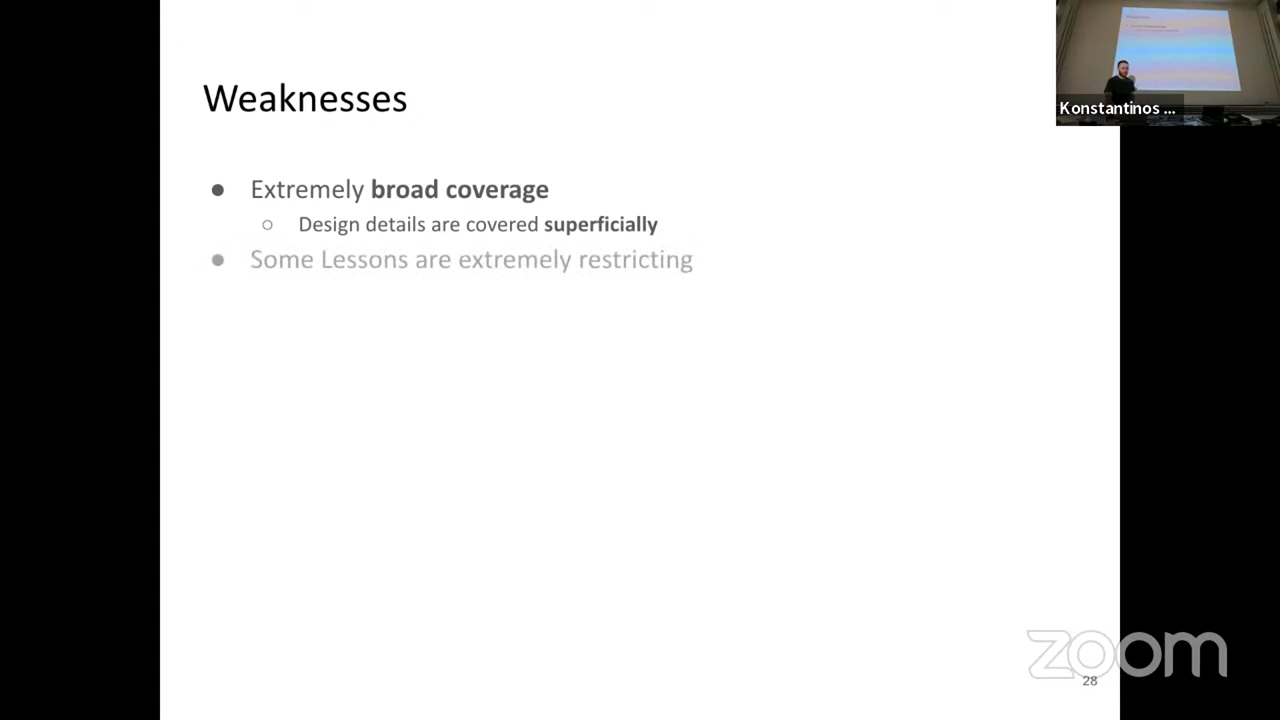 Konstantinos ...
Weaknesses
● Extremely broad coverage
○ Design details are covered superficially
● Some Lessons are extremely restricting
zoom
28